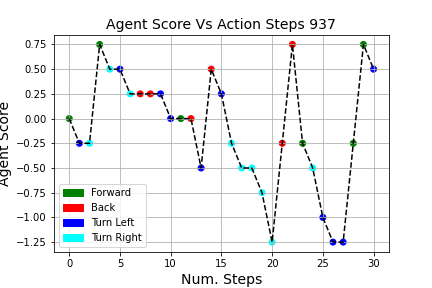 Agent Score Vs Action Steps 937
Agent Score
0.75
0.50
0.25
0.00
−0.25
−0.50
−0.75
−1.00
−1.25
Forward
Back
Turn Left
Turn Right
0 5 10 15 20 25 30
Num. Steps